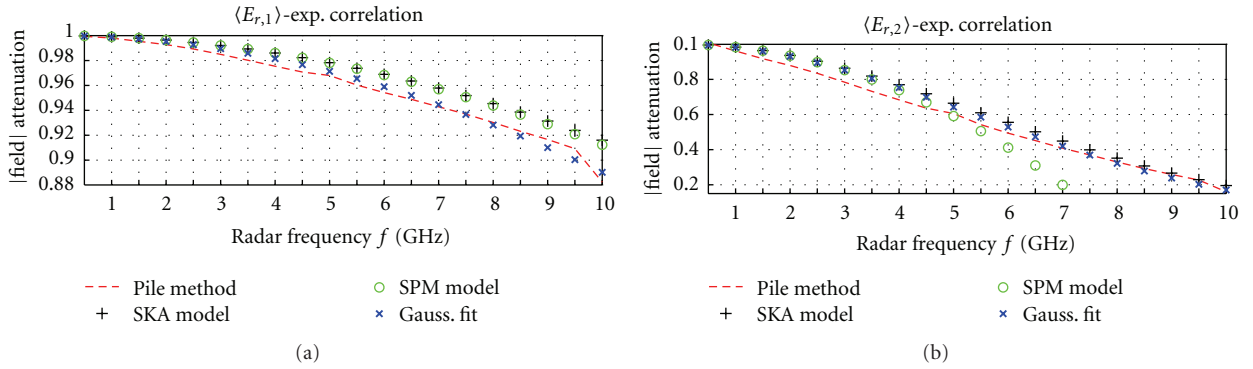 ⟨E_{r,1}⟩-exp. correlation
|field| attenuation
1
0.98
0.96
0.94
0.92
0.9
0.88
1 2 3 4 5 6 7 8 9 10
Radar frequency f (GHz)
Pile method
SKA model
SPM model
Gauss. fit
(a)
⟨E_{r,2}⟩-exp. correlation
|field| attenuation
0.1
0.8
0.6
0.4
0.2
1 2 3 4 5 6 7 8 9 10
Radar frequency f (GHz)
Pile method
SKA model
SPM model
Gauss. fit
(b)